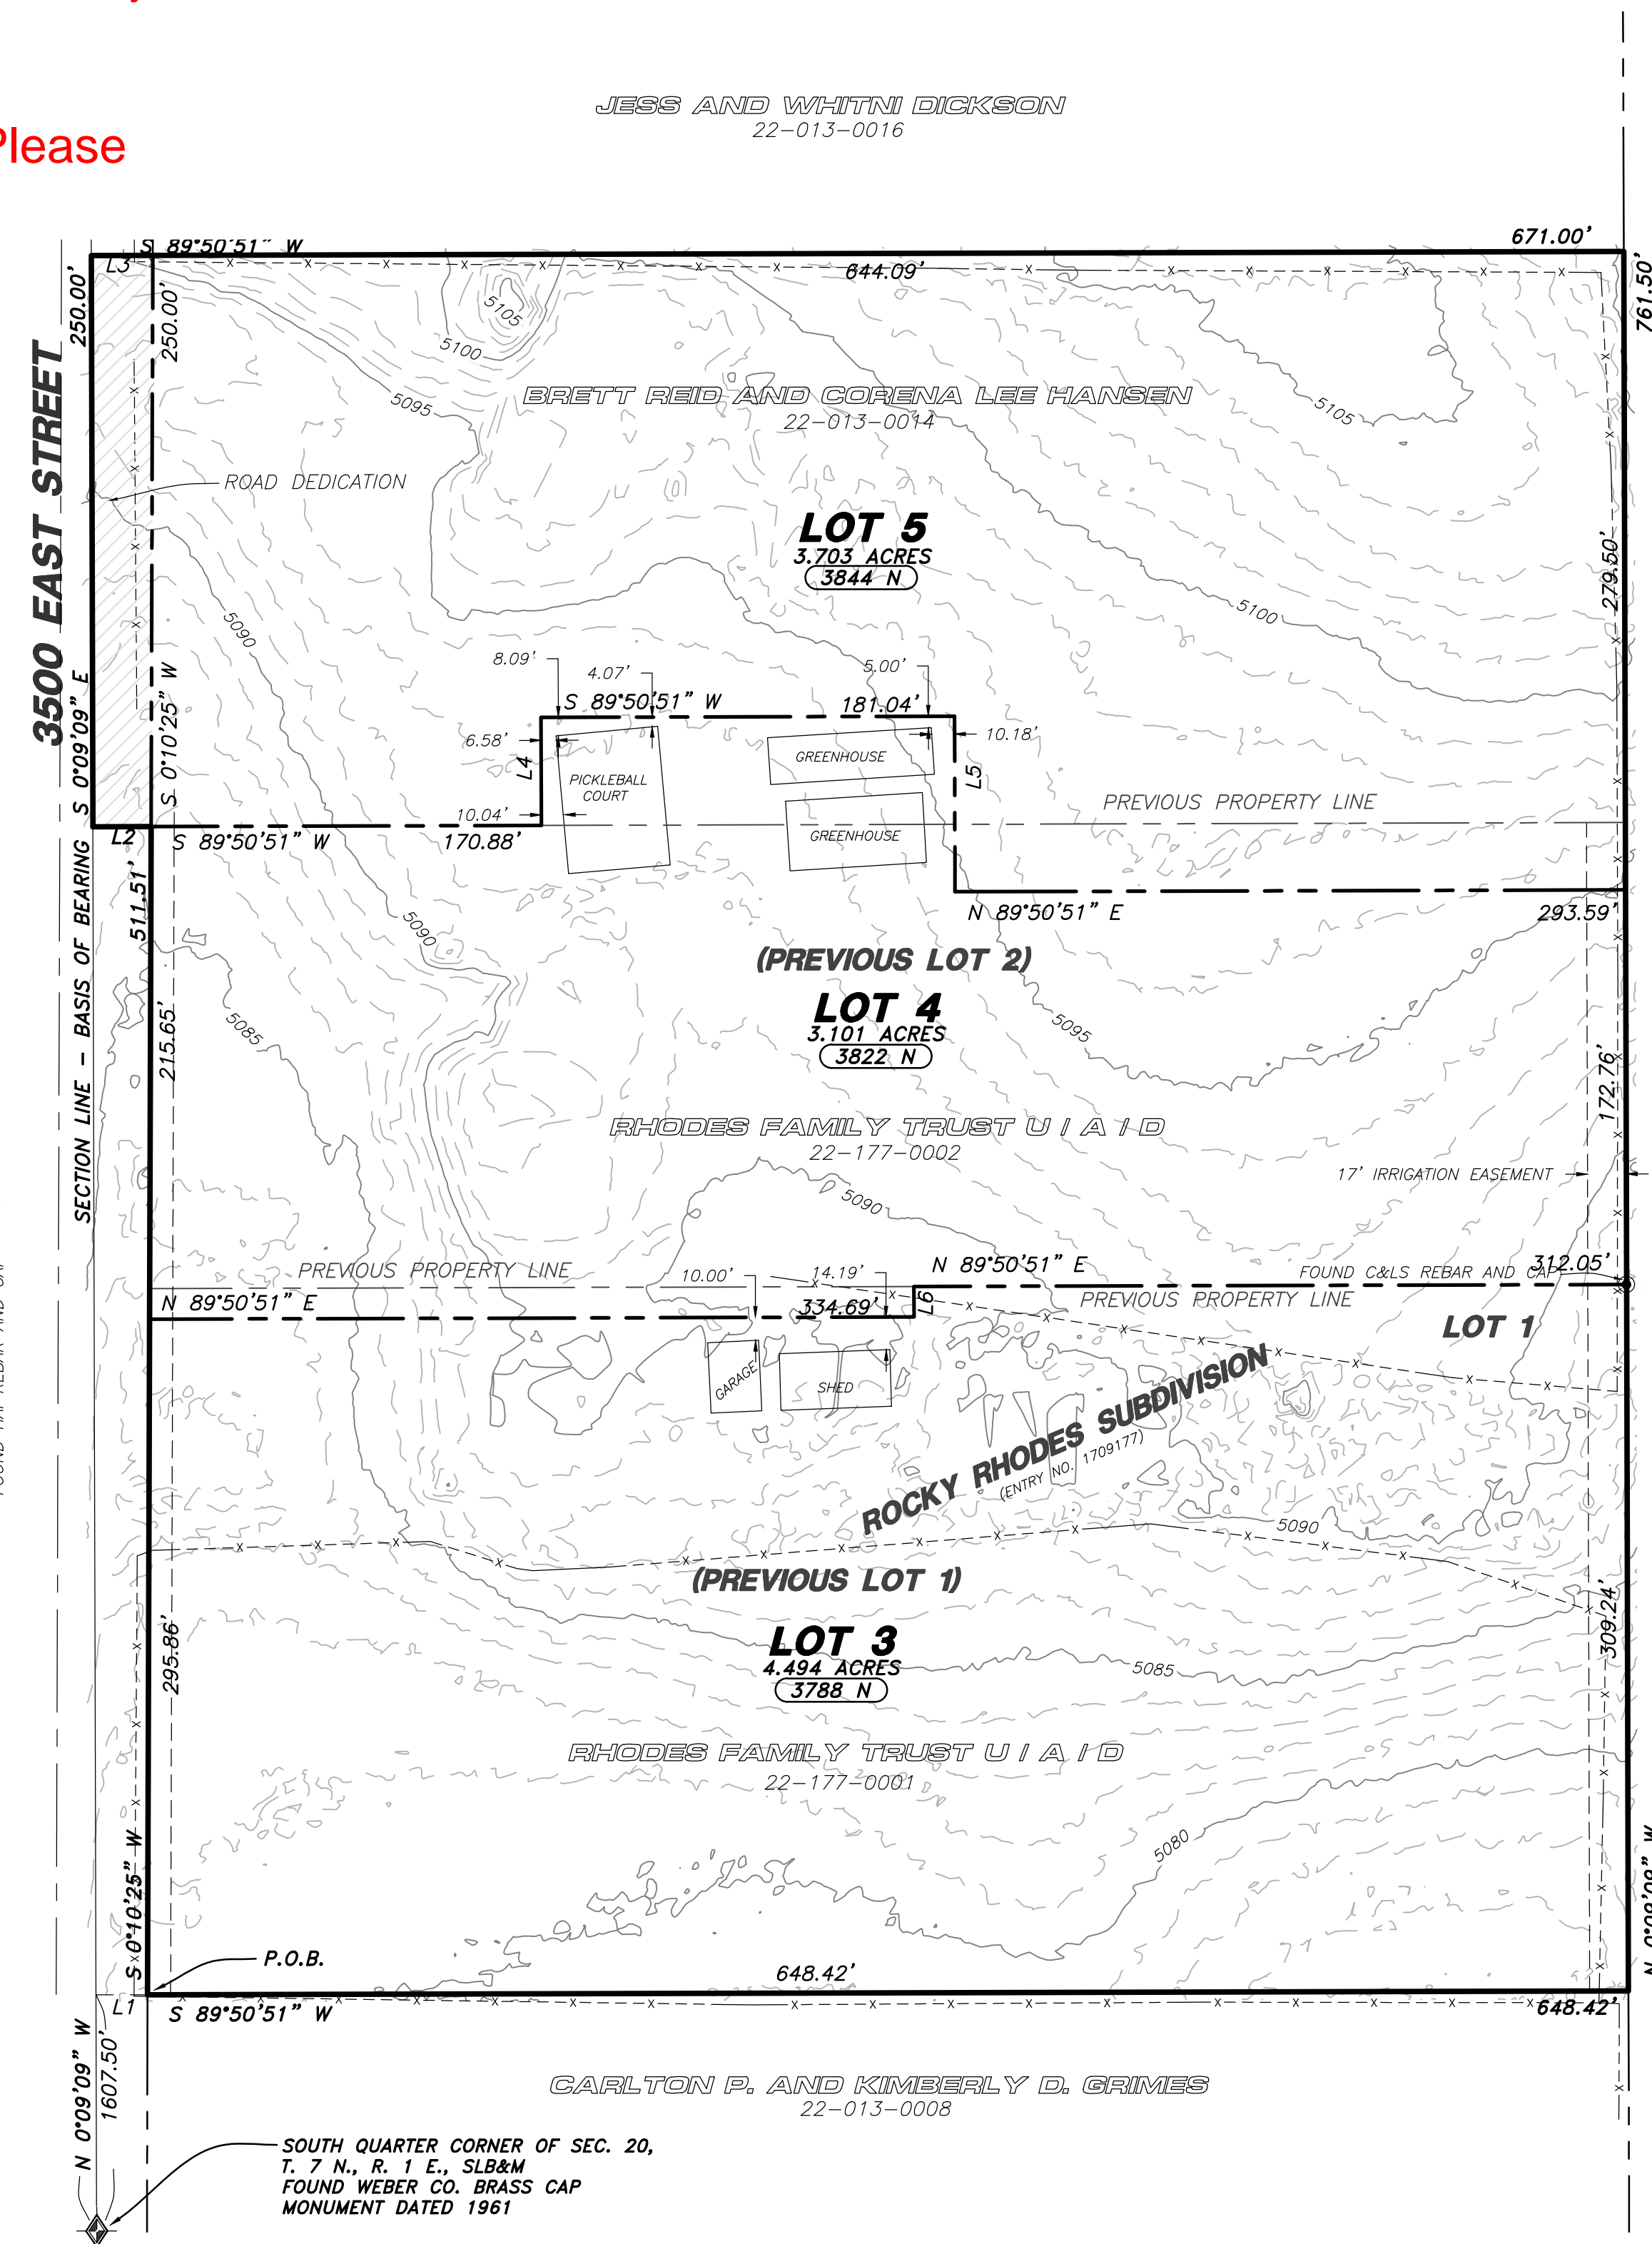 Please
JESS AND WHITNI DICKSON
22-013-0016
S 89°50'51" W
671.00'
L3
644.09'
250.00'
250.00'
761.50'
5105
5100
5095
BRETT REID AND CORENA LEE HANSEN
22-013-0014
5105
3500 EAST STREET
ROAD DEDICATION
LOT 5
3.703 ACRES
3844 N
279.50'
5090
5100
8.09'
4.07'
5.00'
S 89°50'51" W
181.04'
S 0°09'09" E
S 0°10'25" W
6.58'
10.18'
L4
L5
PICKLEBALL
COURT
GREENHOUSE
GREENHOUSE
PREVIOUS PROPERTY LINE
10.04'
L2
S 89°50'51" W
170.88'
511.51'
5090
N 89°50'51" E
293.59'
SECTION LINE - BASIS OF BEARING
(PREVIOUS LOT 2)
LOT 4
3.101 ACRES
3822 N
5085
215.65'
5095
172.76'
RHODES FAMILY TRUST U / A / D
22-177-0002
17' IRRIGATION EASEMENT
5090
PREVIOUS PROPERTY LINE
10.00'
14.19'
N 89°50'51" E
FOUND C&LS REBAR AND CAP
312.05'
N 89°50'51" E
334.69'
L6
PREVIOUS PROPERTY LINE
LOT 1
GARAGE
SHED
ROCKY RHODES SUBDIVISION
(ENTRY NO. 1709177)
5090
(PREVIOUS LOT 1)
LOT 3
4.494 ACRES
3788 N
295.86'
309.24'
5085
RHODES FAMILY TRUST U / A / D
22-177-0001
5080
S 0°10'25" W
N 0°08'09" W
P.O.B.
648.42'
L1
S 89°50'51" W
648.42'
N 0°09'09" W
1607.50'
CARLTON P. AND KIMBERLY D. GRIMES
22-013-0008
SOUTH QUARTER CORNER OF SEC. 20,
T. 7 N., R. 1 E., SLB&M
FOUND WEBER CO. BRASS CAP
MONUMENT DATED 1961